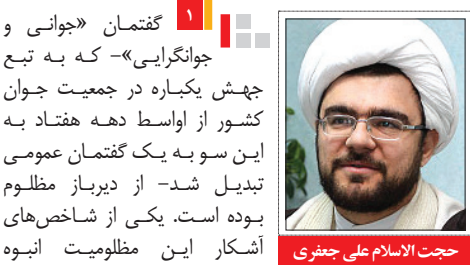 ۱ گفتمان «جوانی و
جوانگرایی»- که به تبع
جهش یکباره در جمعیت جوان
کشور از اواسط دهه هفتاد به
این سو به یک گفتمان عمومی
تبدیل شد- از دیرباز مظلوم
بوده است. یکی از شاخص‌های
آشکار این مظلومیت انبوه
حجت الاسلام علی جعفری